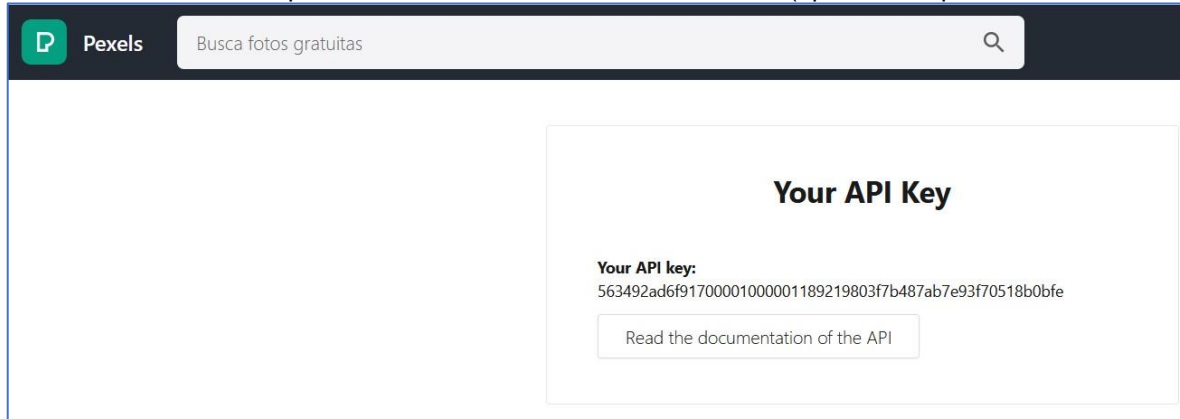 Pexels
Busca fotos gratuitas
Your API Key
Your API key:
563492ad6f91700001000001189219803f7b487ab7e93f70518b0bfe
Read the documentation of the API